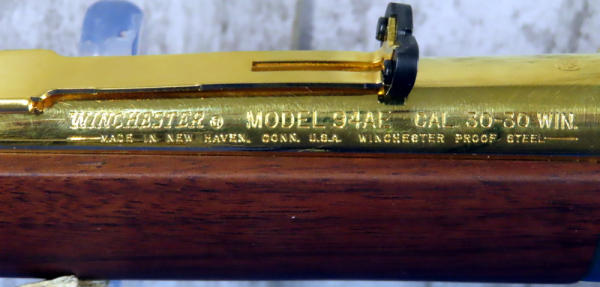 WINCHESTER ® MODEL 94AE CAL. 30-30 WIN.
MADE IN NEW HAVEN, CONN. U.S.A. WINCHESTER PROOF STEEL